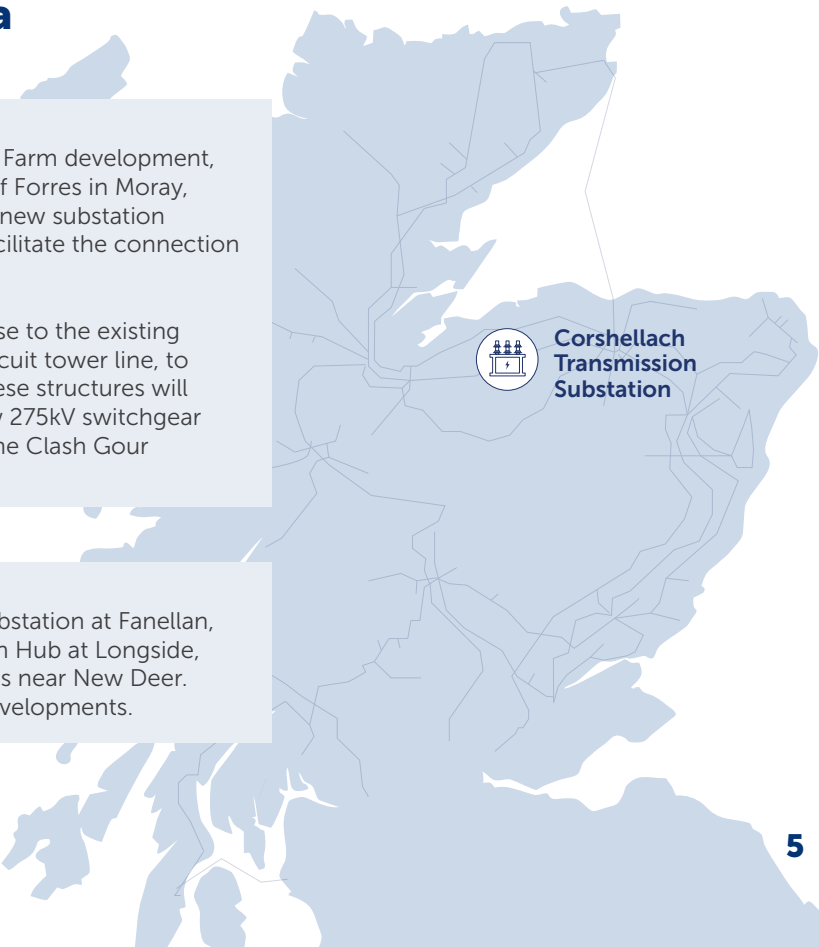 a
Farm development,
f Forres in Moray,
new substation
cilitate the connection
se to the existing
cuit tower line, to
ese structures will
v 275kV switchgear
he Clash Gour
bstation at Fanellan,
n Hub at Longside,
s near New Deer.
velopments.
Corshellach
Transmission
Substation
5